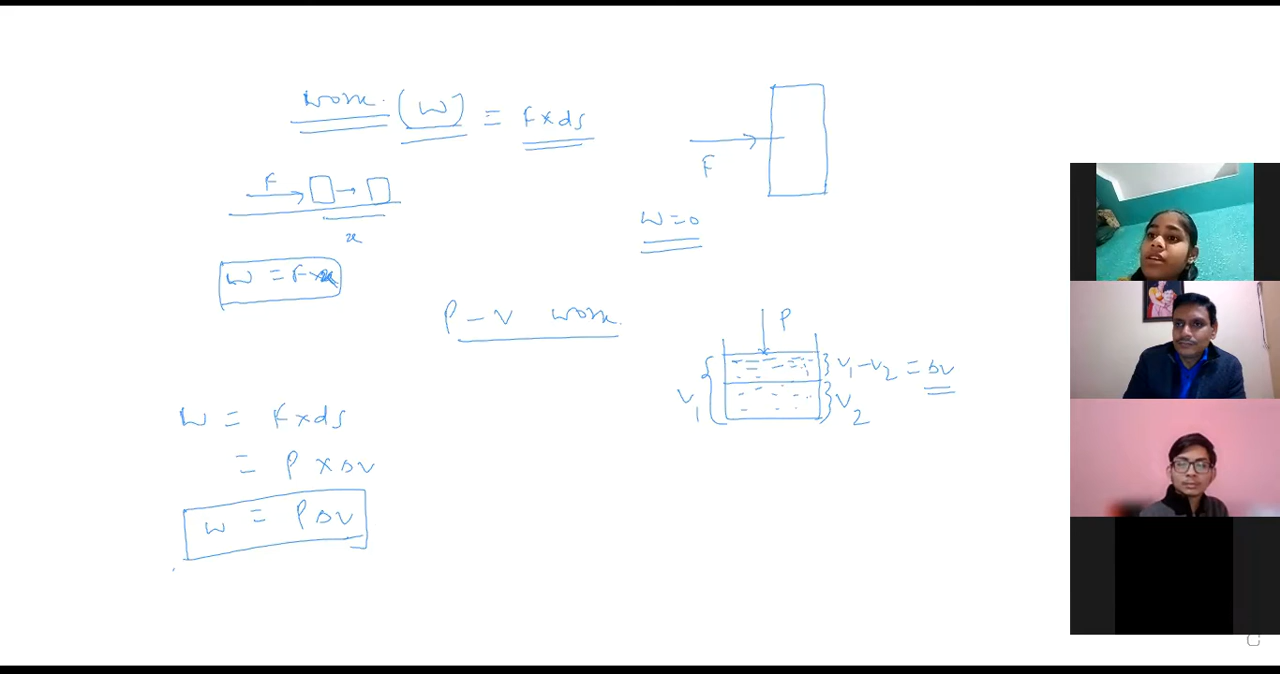 Work (W) = F x ds
F
F
x
W = 0
W = F x x
P - V work
P
V1 - V2 = ΔV
V1
V2
W = F x ds
= P x ΔV
W = PΔV